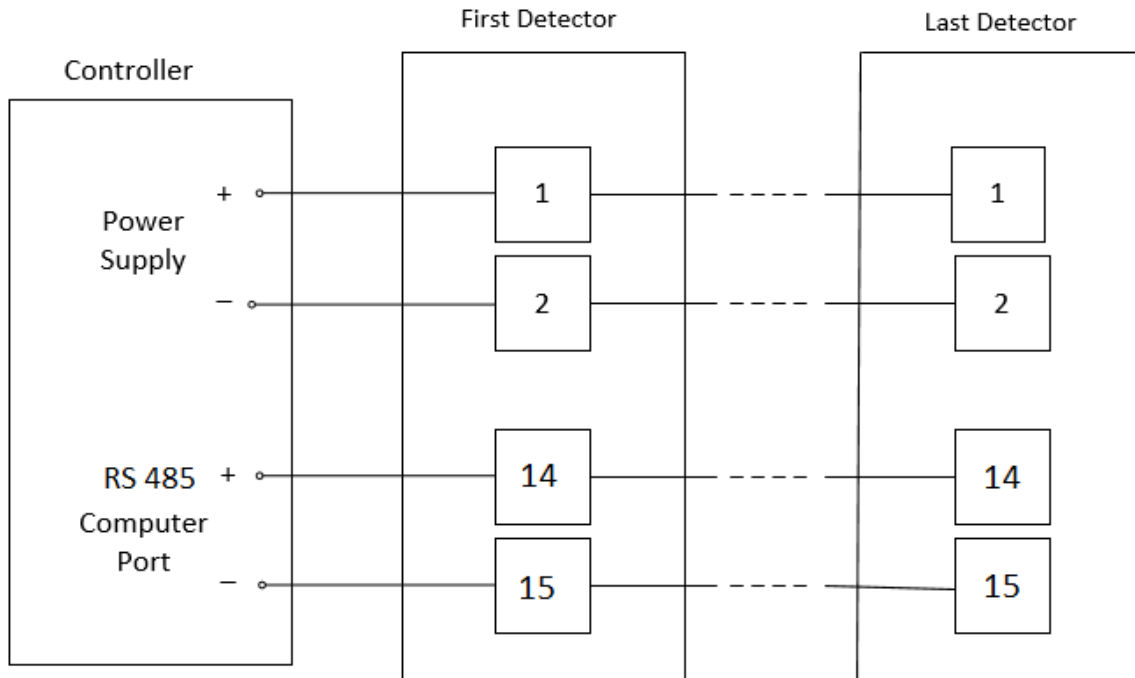 First Detector
Last Detector
Controller
+
1
1
Power
Supply
−
2
2
RS 485 +
14
14
Computer
Port
−
15
15